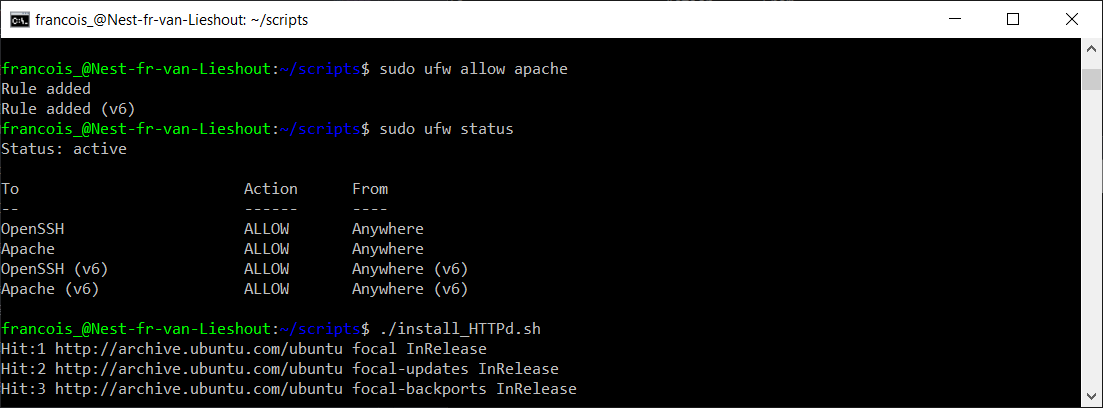 francois_@Nest-fr-van-Lieshout: ~/scripts
francois_@Nest-fr-van-Lieshout:~/scripts$ sudo ufw allow apache
Rule added
Rule added (v6)
francois_@Nest-fr-van-Lieshout:~/scripts$ sudo ufw status
Status: active
To                         Action      From
--                         ------      ----
OpenSSH                    ALLOW       Anywhere
Apache                     ALLOW       Anywhere
OpenSSH (v6)               ALLOW       Anywhere (v6)
Apache (v6)                ALLOW       Anywhere (v6)
francois_@Nest-fr-van-Lieshout:~/scripts$ ./install_HTTPd.sh
Hit:1 http://archive.ubuntu.com/ubuntu focal InRelease
Hit:2 http://archive.ubuntu.com/ubuntu focal-updates InRelease
Hit:3 http://archive.ubuntu.com/ubuntu focal-backports InRelease